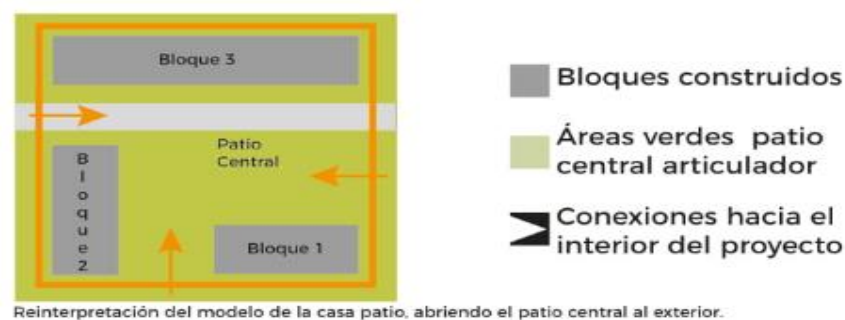 Bloque 3
Patio
Central
Bloque 2
Bloque 1
Bloques construidos
Áreas verdes patio
central articulador
Conexiones hacia el
interior del proyecto
Reinterpretación del modelo de la casa patio, abriendo el patio central al exterior.